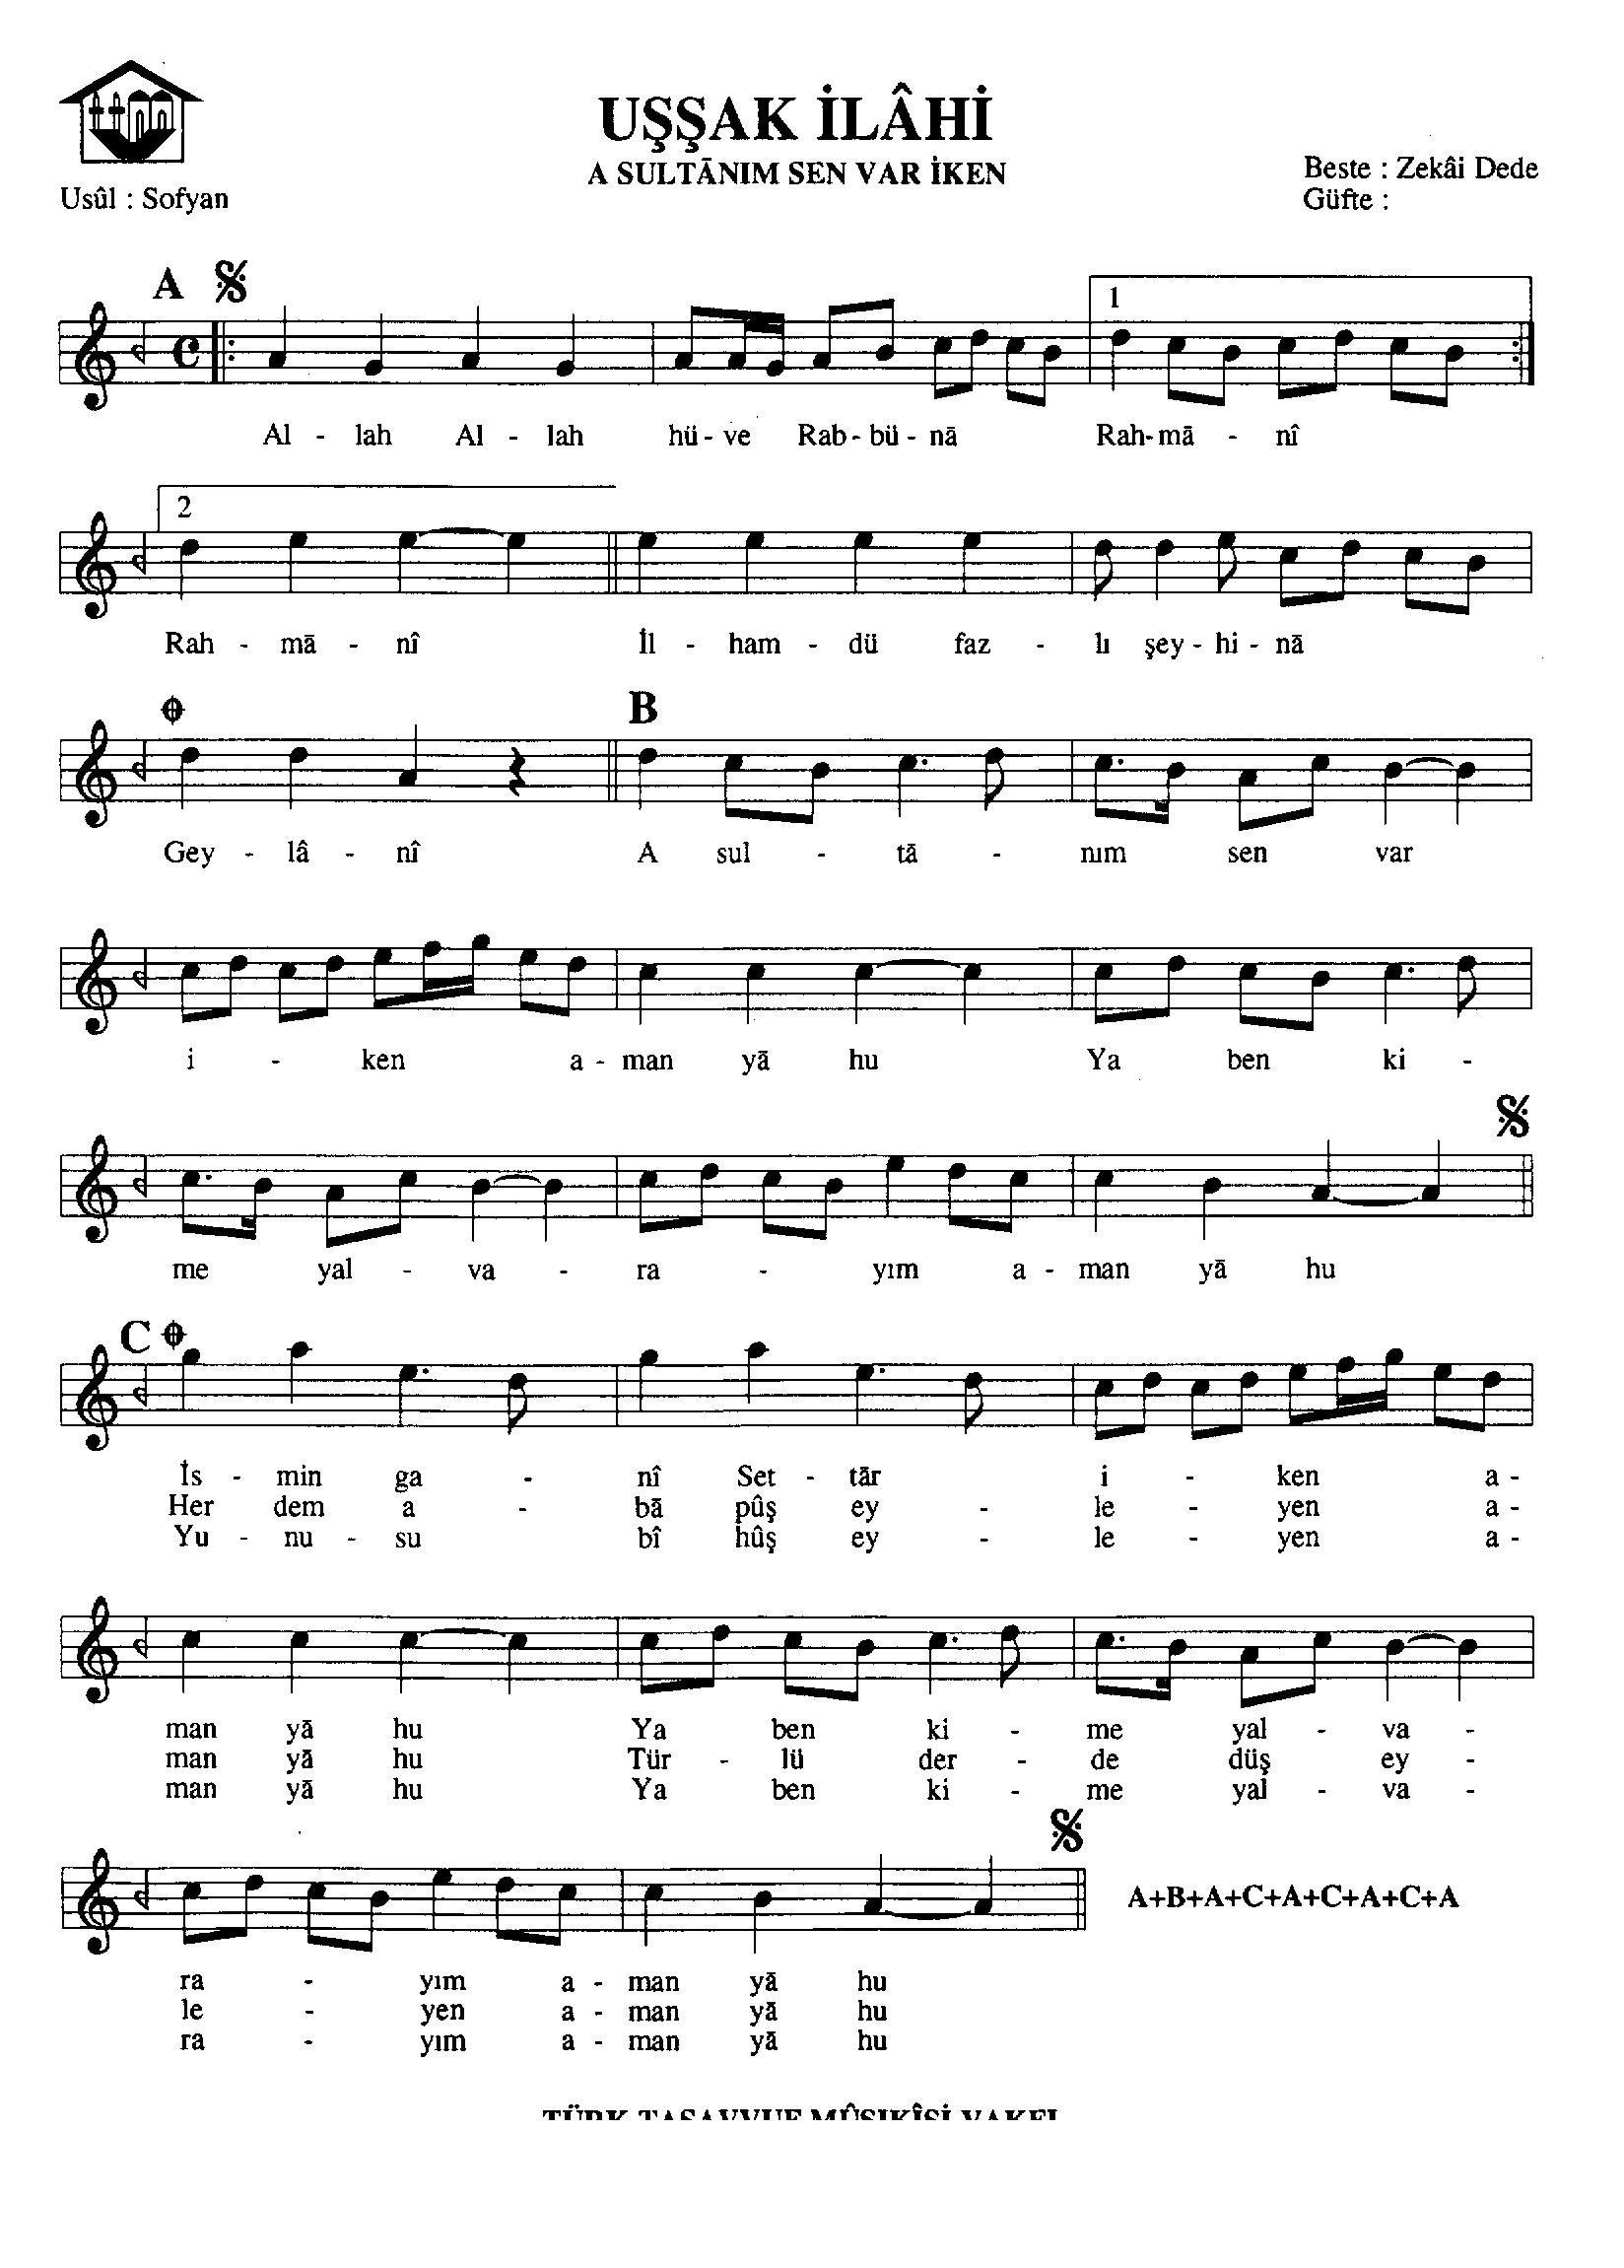 UŞŞAK İLÂHİ
A SULTĀNIM SEN VAR İKEN
Beste : Zekâi Dede
Usûl : Sofyan
Güfte :
A
1
Al - lah Al - lah hü - ve Rab - bü - nā Rah - mā - nî
2
Rah - mā - nî İl - ham - dü faz - lı şey - hi - nā
B
Gey - lâ - nî A sul - tā - nım sen var
i - ken a - man yā hu Ya ben ki -
me yal - va - ra - yım a - man yā hu
C
İs - min ga - nî Set - tār i - ken a -
Her dem a - bā pûş ey - le - yen a -
Yu - nu - su bî hûş ey - le - yen a -
man yā hu Ya ben ki - me yal - va -
man yā hu Tür - lü der - de düş ey -
man yā hu Ya ben ki - me yal - va -
A+B+A+C+A+C+A+C+A
ra - yım a - man yā hu
le - yen a - man yā hu
ra - yım a - man yā hu
TÜRK TASAVVUF MÛSIKÎSİ VAKFI